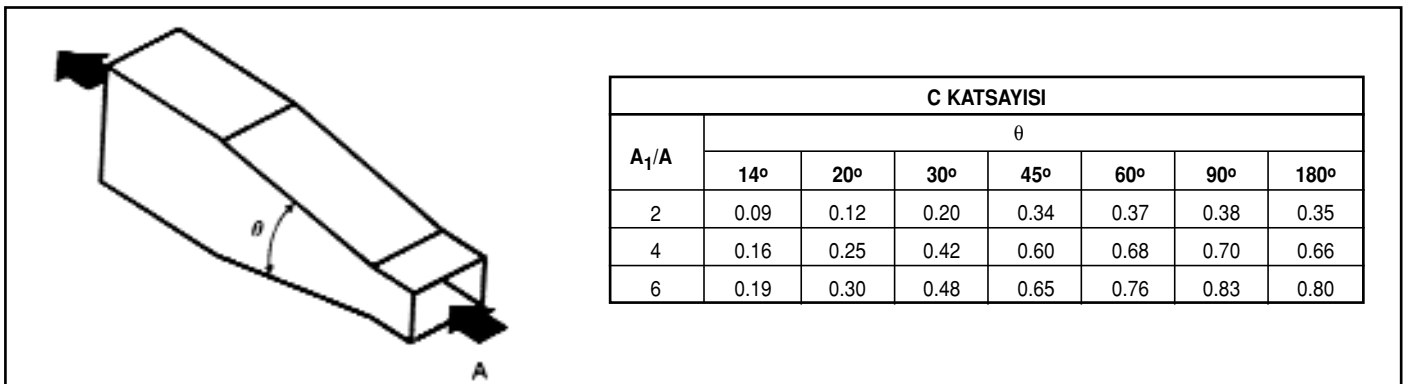 θ
A
C KATSAYISI
A1/A
θ
14º 20º 30º 45º 60º 90º 180º
2 0.09 0.12 0.20 0.34 0.37 0.38 0.35
4 0.16 0.25 0.42 0.60 0.68 0.70 0.66
6 0.19 0.30 0.48 0.65 0.76 0.83 0.80